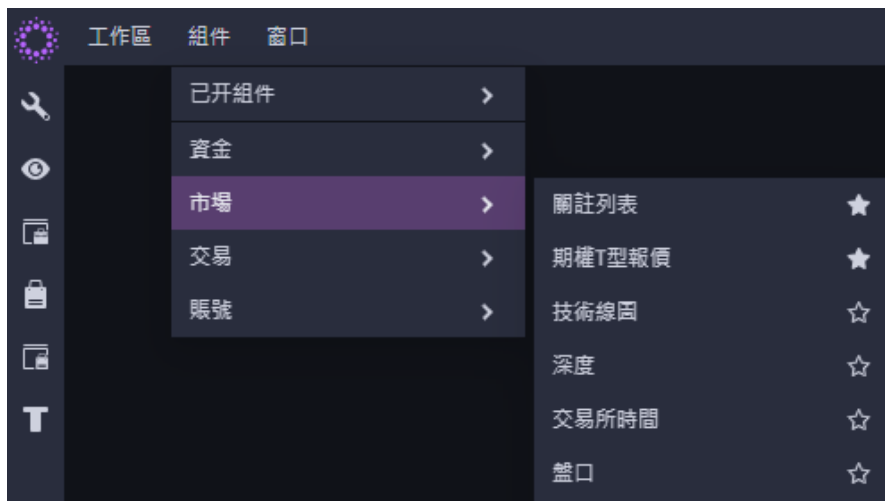 工作區 組件 窗口
已开組件
資金
市場
交易
賬號
關註列表
期權T型報價
技術線圖
深度
交易所時間
盤口
T